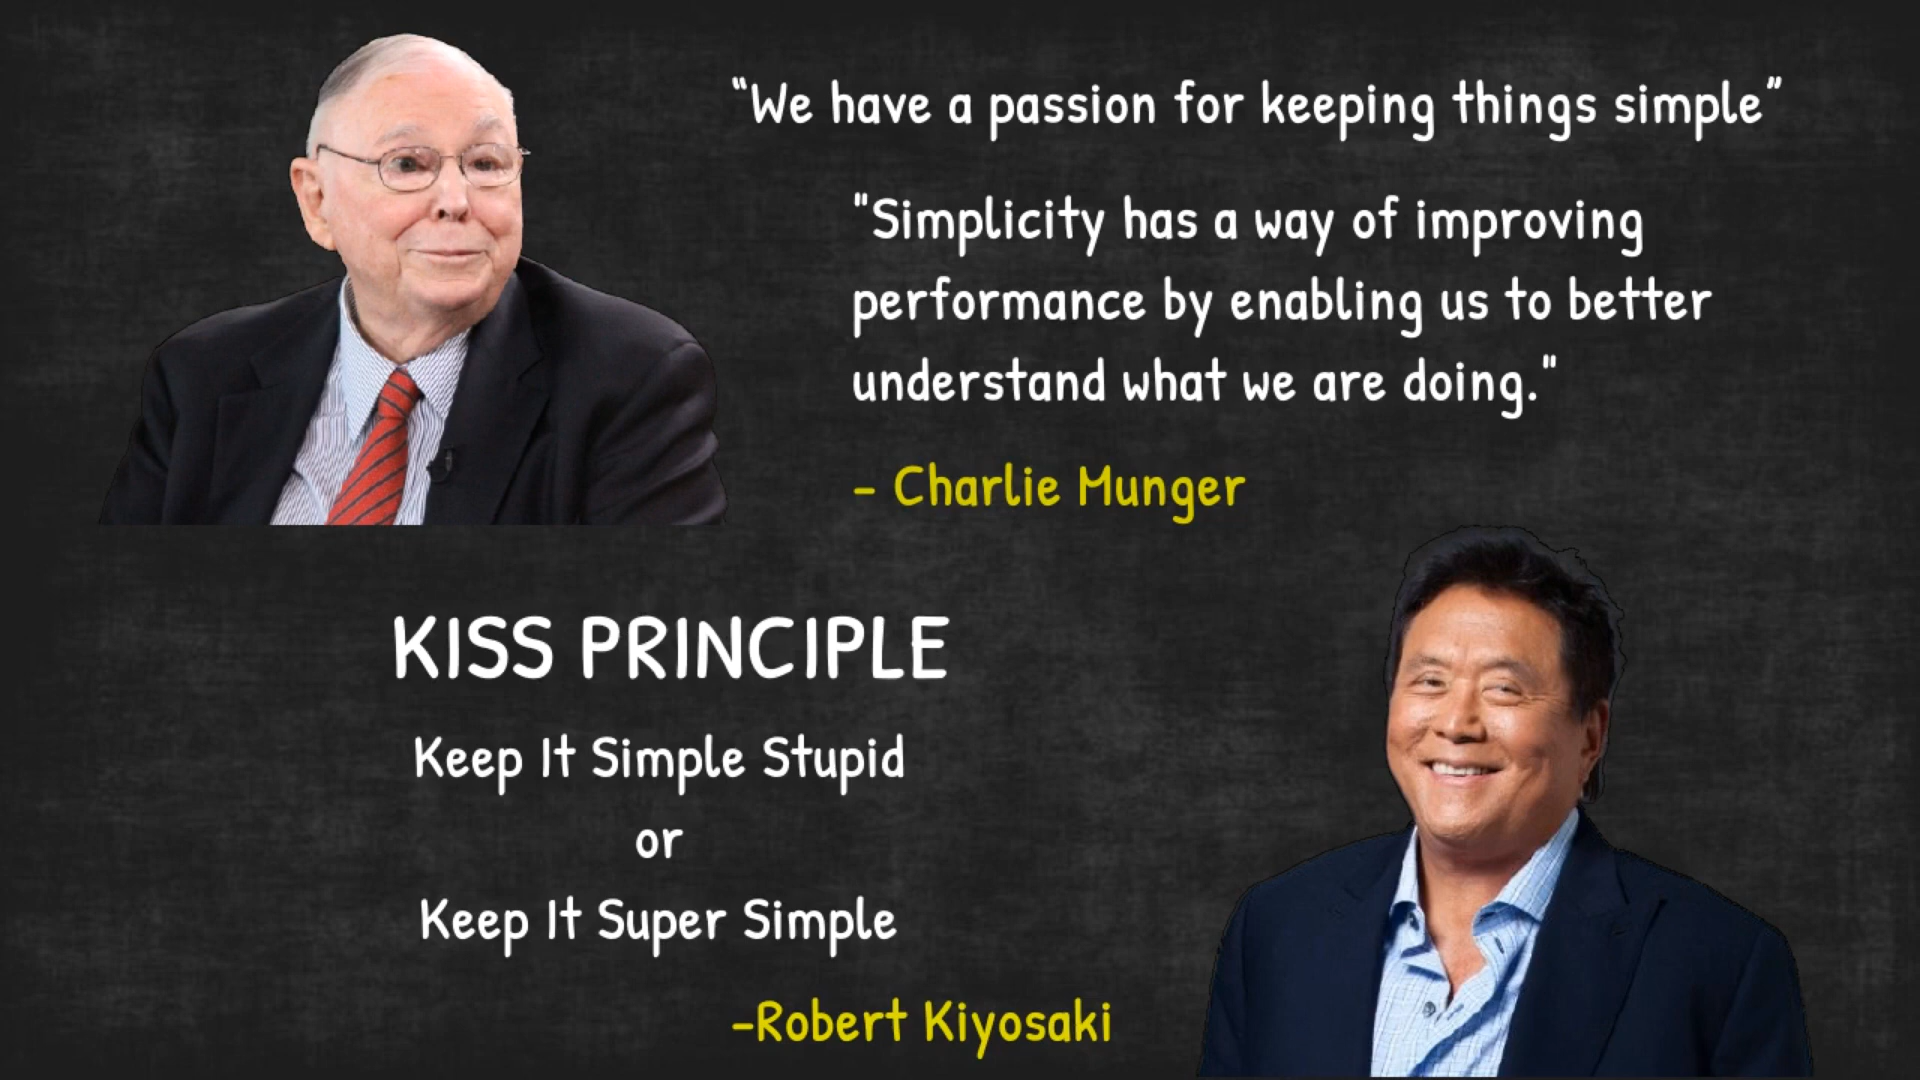 “We have a passion for keeping things simple”
"Simplicity has a way of improving
performance by enabling us to better
understand what we are doing."
- Charlie Munger
KISS PRINCIPLE
Keep It Simple Stupid
or
Keep It Super Simple
-Robert Kiyosaki